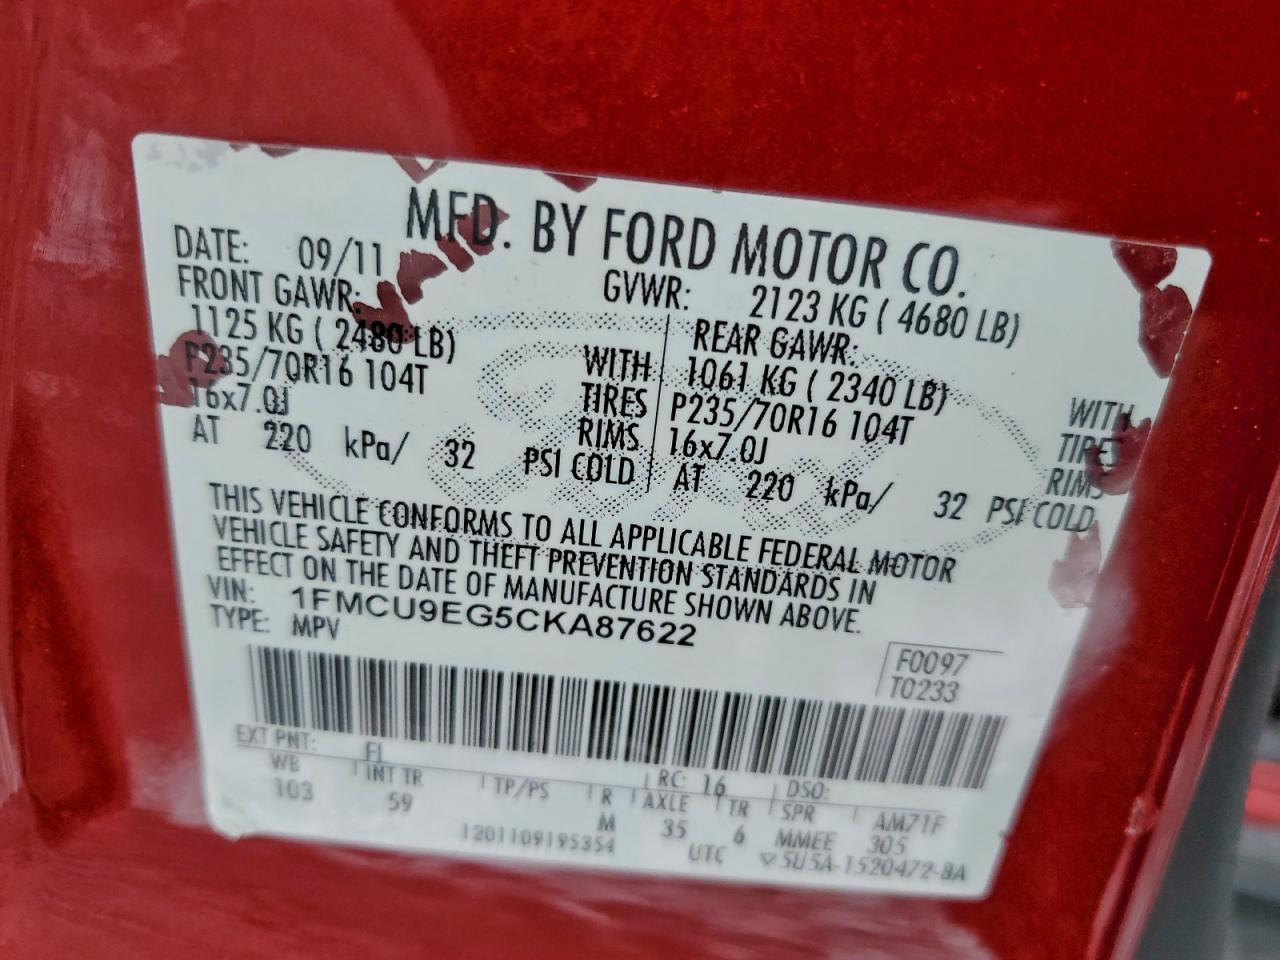 MFD. BY FORD MOTOR CO.
DATE: 09/11 GVWR: 2123 KG ( 4680 LB)
FRONT GAWR: REAR GAWR:
1125 KG ( 2480 LB) WITH 1061 KG ( 2340 LB) WITH
P235/70R16 104T TIRES P235/70R16 104T TIRES
16x7.0J RIMS 16x7.0J RIMS
AT 220 kPa/ 32 PSI COLD AT 220 kPa/ 32 PSI COLD
THIS VEHICLE CONFORMS TO ALL APPLICABLE FEDERAL MOTOR
VEHICLE SAFETY AND THEFT PREVENTION STANDARDS IN
EFFECT ON THE DATE OF MANUFACTURE SHOWN ABOVE.
VIN: 1FMCU9EG5CKA87622
TYPE: MPV
F0097
T0233
EXT PNT: FL RC: 16 DSO:
WB INT TR TP/PS R AXLE TR SPR AM71F
103 59 M 35 6 MMEE 305
1201109195354 UTC ▽5U5A-1520472-BA